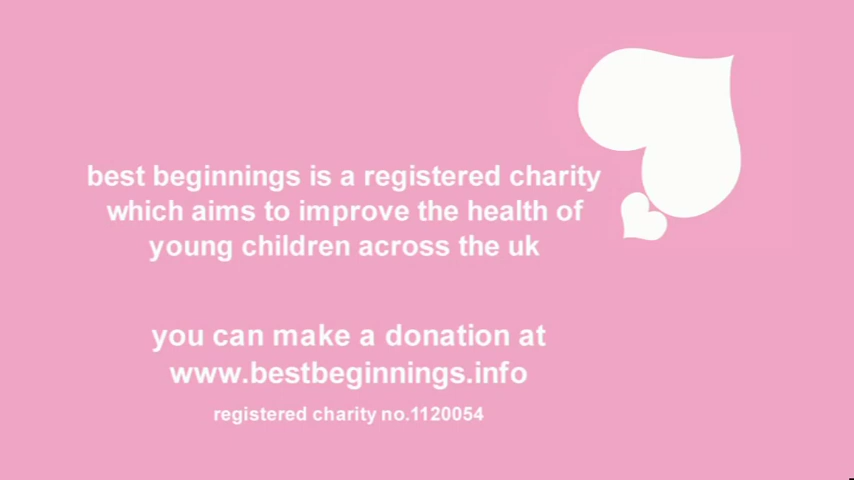 best beginnings is a registered charity
which aims to improve the health of
young children across the uk
you can make a donation at
www.bestbeginnings.info
registered charity no.1120054